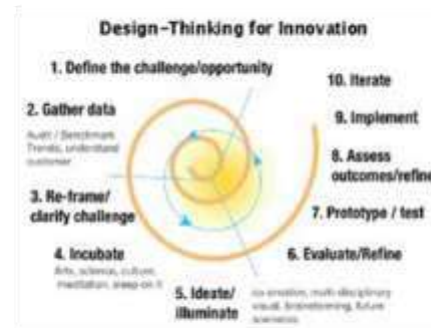 Design-Thinking for Innovation
1. Define the challenge/opportunity
2. Gather data
Audit / Benchmark
Trends, understand
customer
3. Re-frame/
clarify challenge
4. Incubate
Arts, science, culture,
meditation, sleep on it
5. Ideate/
illuminate
co-creation, multi-disciplinary
visual, brainstorming, future
scenarios
6. Evaluate/Refine
7. Prototype / test
8. Assess
outcomes/refine
9. Implement
10. Iterate